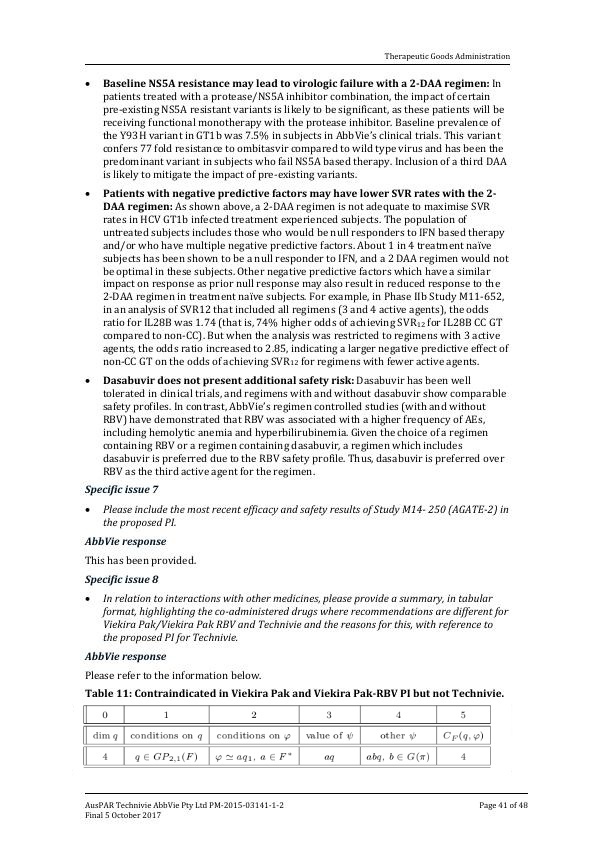 Therapeutic Goods Administration
• Baseline NS5A resistance may lead to virologic failure with a 2-DAA regimen: In
patients treated with a protease/NS5A inhibitor combination, the impact of certain
pre-existing NS5A resistant variants is likely to be significant, as these patients will be
receiving functional monotherapy with the protease inhibitor. Baseline prevalence of
the Y93H variant in GT1b was 7.5% in subjects in AbbVie's clinical trials. This variant
confers 77 fold resistance to ombitasvir compared to wild type virus and has been the
predominant variant in subjects who fail NS5A based therapy. Inclusion of a third DAA
is likely to mitigate the impact of pre-existing variants.
• Patients with negative predictive factors may have lower SVR rates with the 2-
DAA regimen: As shown above, a 2-DAA regimen is not adequate to maximise SVR
rates in HCV GT1b infected treatment experienced subjects. The population of
untreated subjects includes those who would be null responders to IFN based therapy
and/or who have multiple negative predictive factors. About 1 in 4 treatment naïve
subjects has been shown to be a null responder to IFN, and a 2 DAA regimen would not
be optimal in these subjects. Other negative predictive factors which have a similar
impact on response as prior null response may also result in reduced response to the
2-DAA regimen in treatment naïve subjects. For example, in Phase IIb Study M11-652,
in an analysis of SVR12 that included all regimens (3 and 4 active agents), the odds
ratio for IL28B was 1.74 (that is, 74% higher odds of achieving SVR₁₂ for IL28B CC GT
compared to non-CC). But when the analysis was restricted to regimens with 3 active
agents, the odds ratio increased to 2.85, indicating a larger negative predictive effect of
non-CC GT on the odds of achieving SVR₁₂ for regimens with fewer active agents.
• Dasabuvir does not present additional safety risk: Dasabuvir has been well
tolerated in clinical trials, and regimens with and without dasabuvir show comparable
safety profiles. In contrast, AbbVie's regimen controlled studies (with and without
RBV) have demonstrated that RBV was associated with a higher frequency of AEs,
including hemolytic anemia and hyperbilirubinemia. Given the choice of a regimen
containing RBV or a regimen containing dasabuvir, a regimen which includes
dasabuvir is preferred due to the RBV safety profile. Thus, dasabuvir is preferred over
RBV as the third active agent for the regimen.
Specific issue 7
• Please include the most recent efficacy and safety results of Study M14- 250 (AGATE-2) in
the proposed PI.
AbbVie response
This has been provided.
Specific issue 8
• In relation to interactions with other medicines, please provide a summary, in tabular
format, highlighting the co-administered drugs where recommendations are different for
Viekira Pak/Viekira Pak RBV and Technivie and the reasons for this, with reference to
the proposed PI for Technivie.
AbbVie response
Please refer to the information below.
Table 11: Contraindicated in Viekira Pak and Viekira Pak-RBV PI but not Technivie.
0 1 2 3 4 5
dim q conditions on q conditions on φ value of ψ other ψ C_F(q, φ)
4 q ∈ GP₂,₁(F) φ ≃ aq₁, a ∈ F* aq abq, b ∈ G(π) 4
AusPAR Technivie AbbVie Pty Ltd PM-2015-03141-1-2 Page 41 of 48
Final 5 October 2017